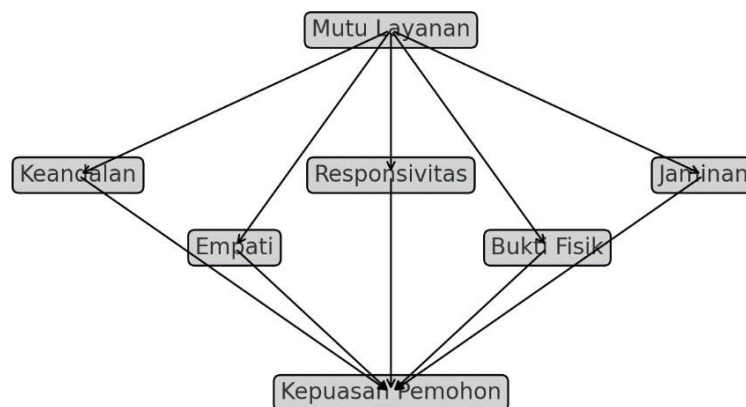 Mutu Layanan
Keandalan
Responsivitas
Jaminan
Empati
Bukti Fisik
Kepuasan Pemohon